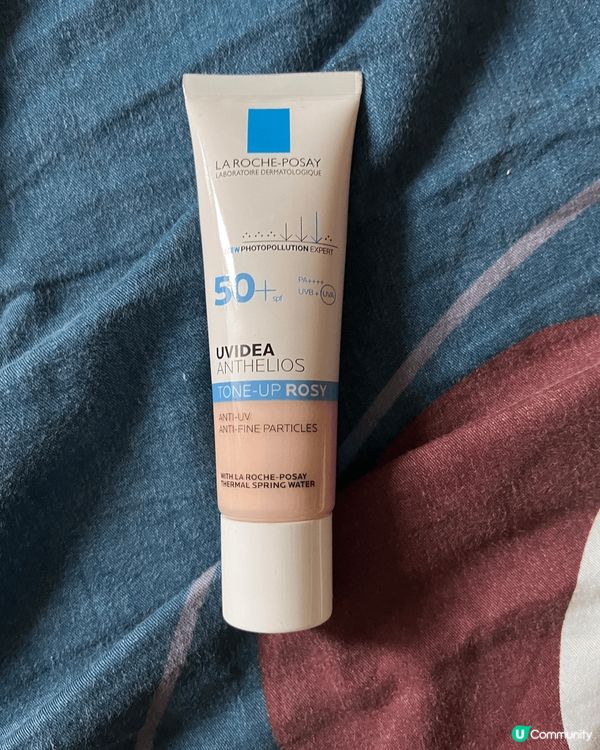 LA ROCHE-POSAY
LABORATOIRE DERMATOLOGIQUE
NEW PHOTOPOLLUTION EXPERT
50+ spf
PA++++
UVB + UVA
UVIDEA
ANTHELIOS
TONE-UP ROSY
ANTI-UV
ANTI-FINE PARTICLES
WITH LA ROCHE-POSAY
THERMAL SPRING WATER
U Community